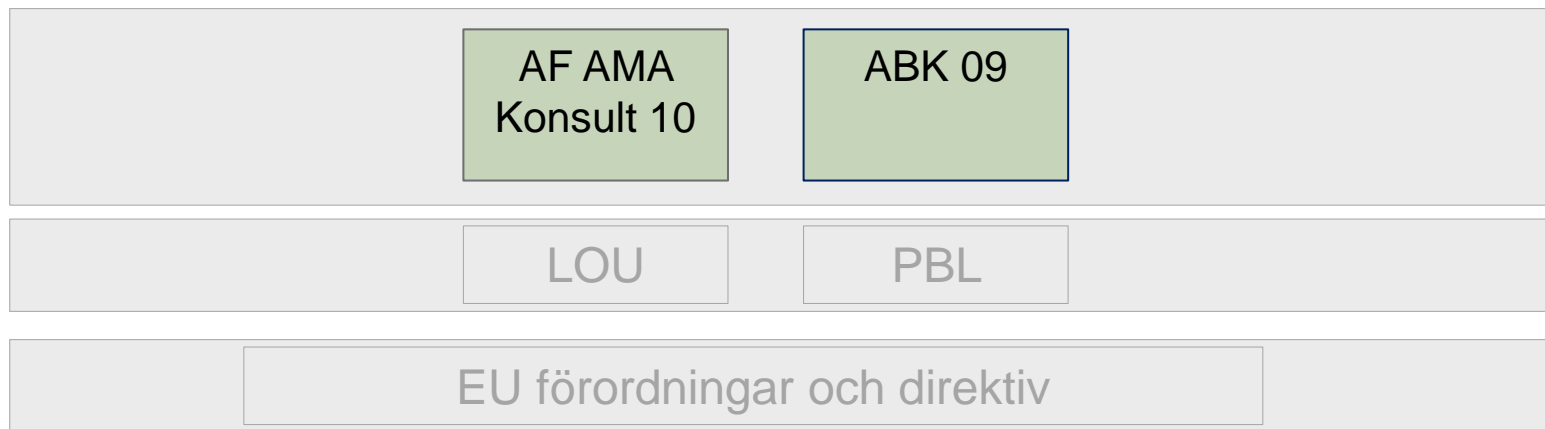 AF AMA
Konsult 10
ABK 09
LOU
PBL
EU förordningar och direktiv